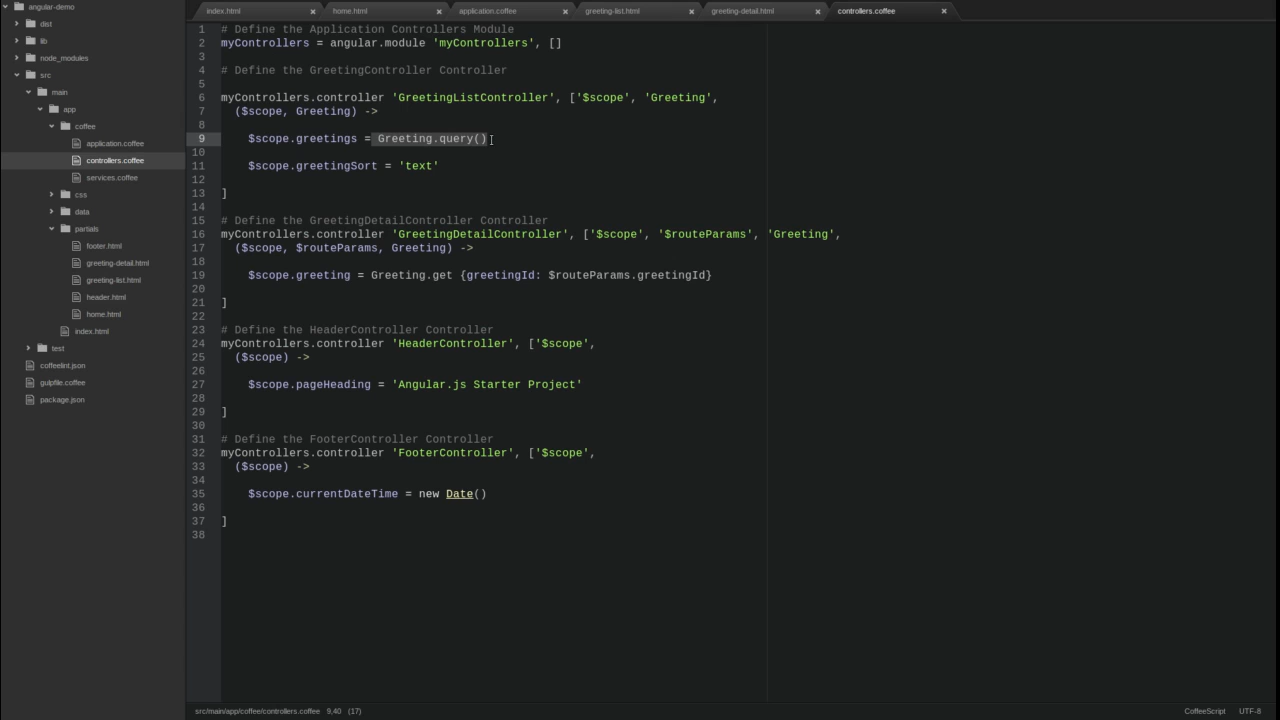 angular-demo
dist
lib
node_modules
src
main
app
coffee
application.coffee
controllers.coffee
services.coffee
css
data
partials
footer.html
greeting-detail.html
greeting-list.html
header.html
home.html
index.html
test
coffeelint.json
gulpfile.coffee
package.json
index.html × home.html × application.coffee × greeting-list.html × greeting-detail.html × controllers.coffee ×
1 # Define the Application Controllers Module
2 myControllers = angular.module 'myControllers', []
3
4 # Define the GreetingController Controller
5
6 myControllers.controller 'GreetingListController', ['$scope', 'Greeting',
7 ($scope, Greeting) ->
8
9 $scope.greetings = Greeting.query()
10
11 $scope.greetingSort = 'text'
12
13 ]
14
15 # Define the GreetingDetailController Controller
16 myControllers.controller 'GreetingDetailController', ['$scope', '$routeParams', 'Greeting',
17 ($scope, $routeParams, Greeting) ->
18
19 $scope.greeting = Greeting.get {greetingId: $routeParams.greetingId}
20
21 ]
22
23 # Define the HeaderController Controller
24 myControllers.controller 'HeaderController', ['$scope',
25 ($scope) ->
26
27 $scope.pageHeading = 'Angular.js Starter Project'
28
29 ]
30
31 # Define the FooterController Controller
32 myControllers.controller 'FooterController', ['$scope',
33 ($scope) ->
34
35 $scope.currentDateTime = new Date()
36
37 ]
38
src/main/app/coffee/controllers.coffee 9,40 (17) CoffeeScript UTF-8